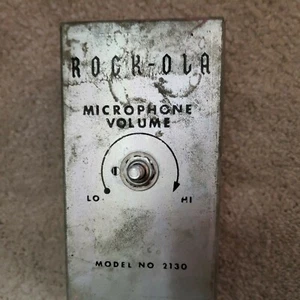 ROCK-OLA
MICROPHONE
VOLUME
LO HI
MODEL NO 2130